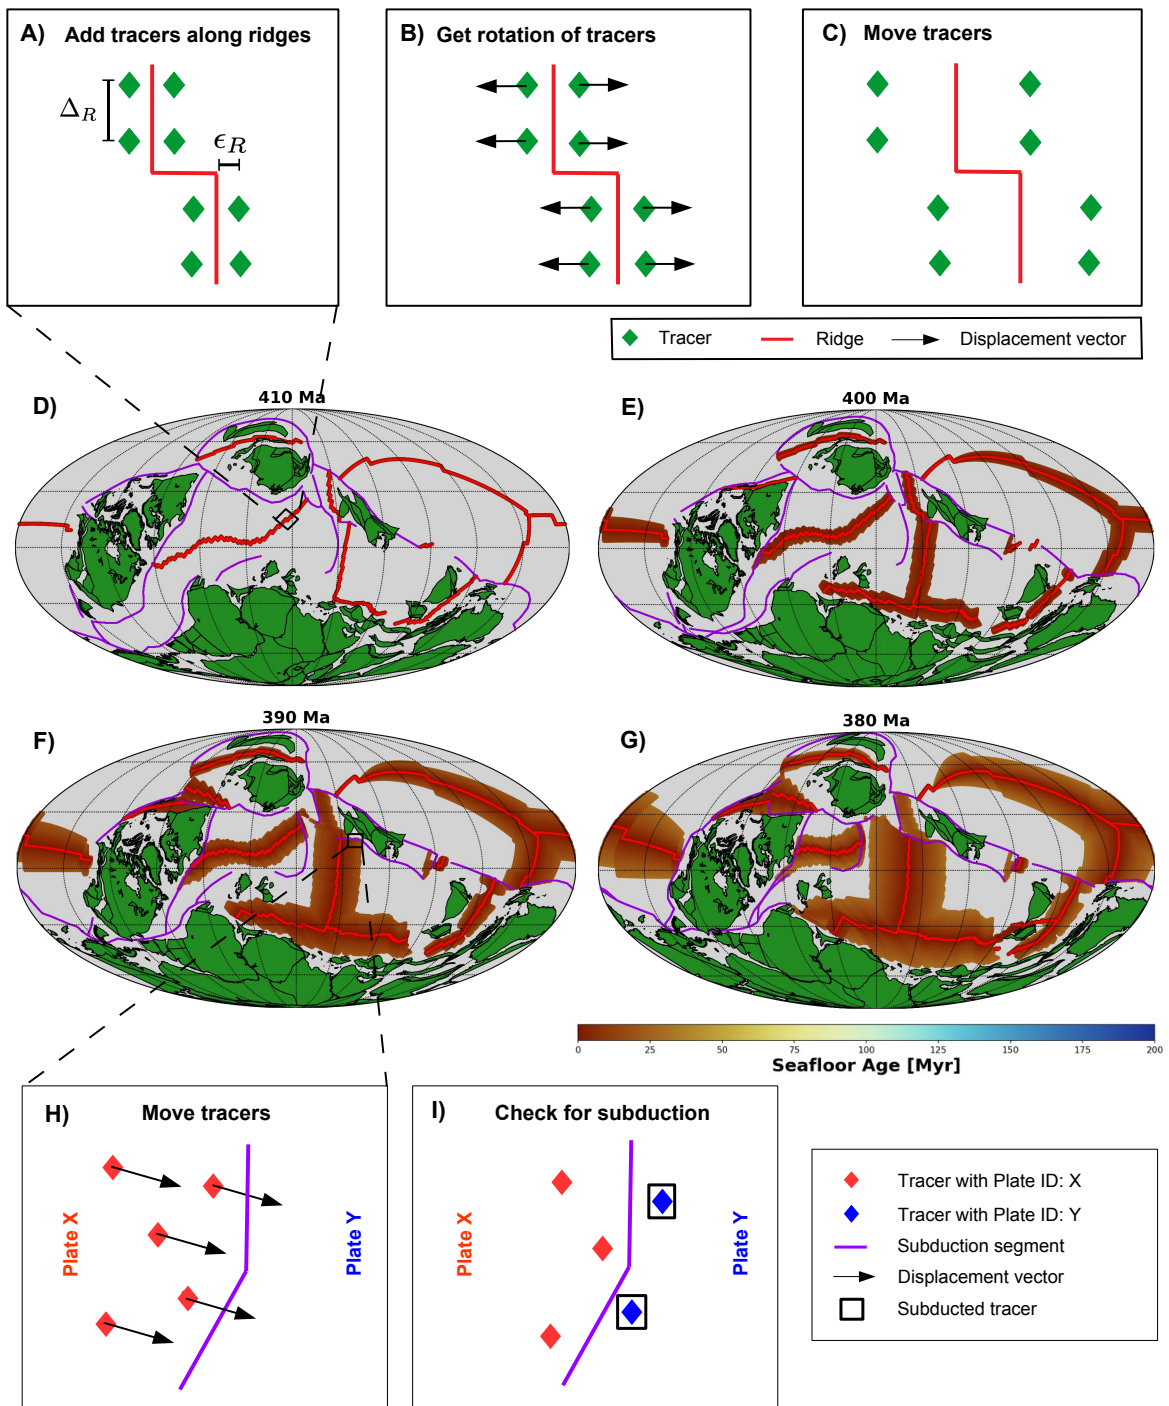 A) Add tracers along ridges
Δ_R
ϵ_R
B) Get rotation of tracers
C) Move tracers
Tracer
Ridge
Displacement vector
D)
410 Ma
E)
400 Ma
F)
390 Ma
G)
380 Ma
0 25 50 75 100 125 150 175 200
Seafloor Age [Myr]
H) Move tracers
Plate X
Plate Y
I) Check for subduction
Plate X
Plate Y
Tracer with Plate ID: X
Tracer with Plate ID: Y
Subduction segment
Displacement vector
Subducted tracer